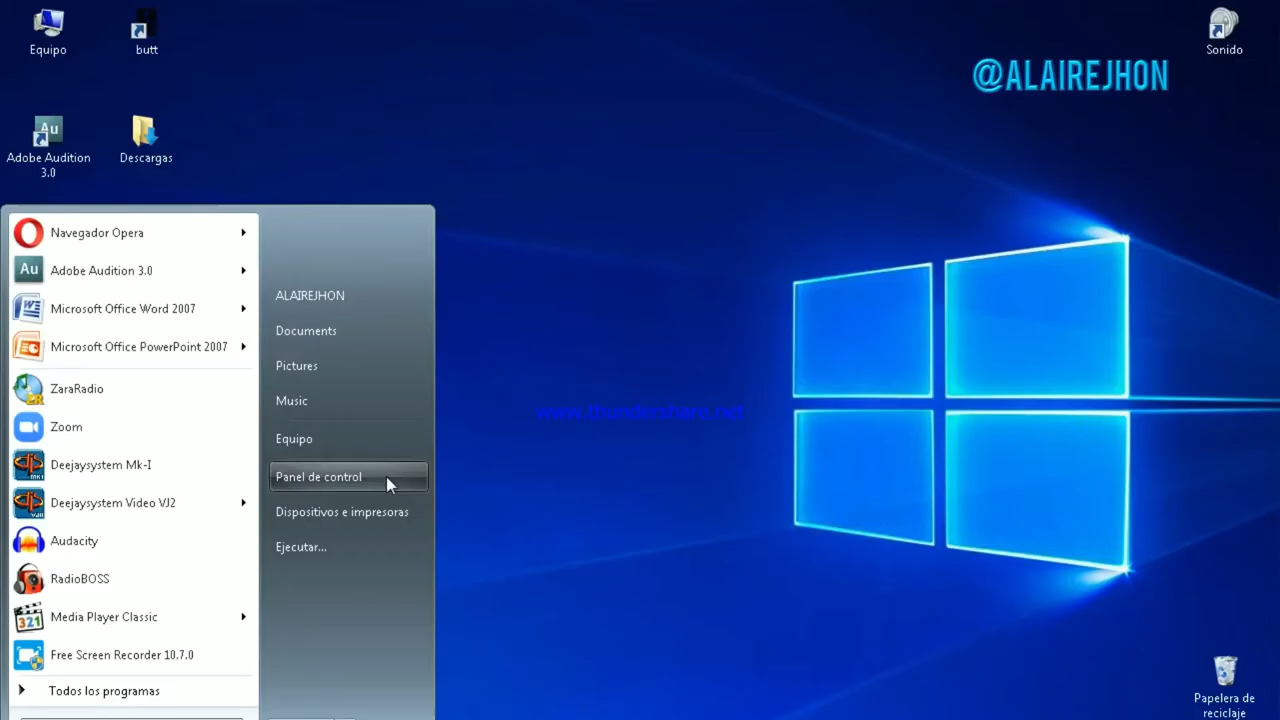 Equipo
butt
Sonido
@ALAIREJHON
Au
Adobe Audition
3.0
Descargas
Navegador Opera
Au
Adobe Audition 3.0
Microsoft Office Word 2007
Microsoft Office PowerPoint 2007
ZaraRadio
Zoom
Deejaysystem Mk-I
Deejaysystem Video VJ2
Audacity
RadioBOSS
321
Media Player Classic
Free Screen Recorder 10.7.0
Todos los programas
ALAIREJHON
Documents
Pictures
Music
Equipo
Panel de control
Dispositivos e impresoras
Ejecutar...
www.thundershare.net
Papelera de
reciclaje